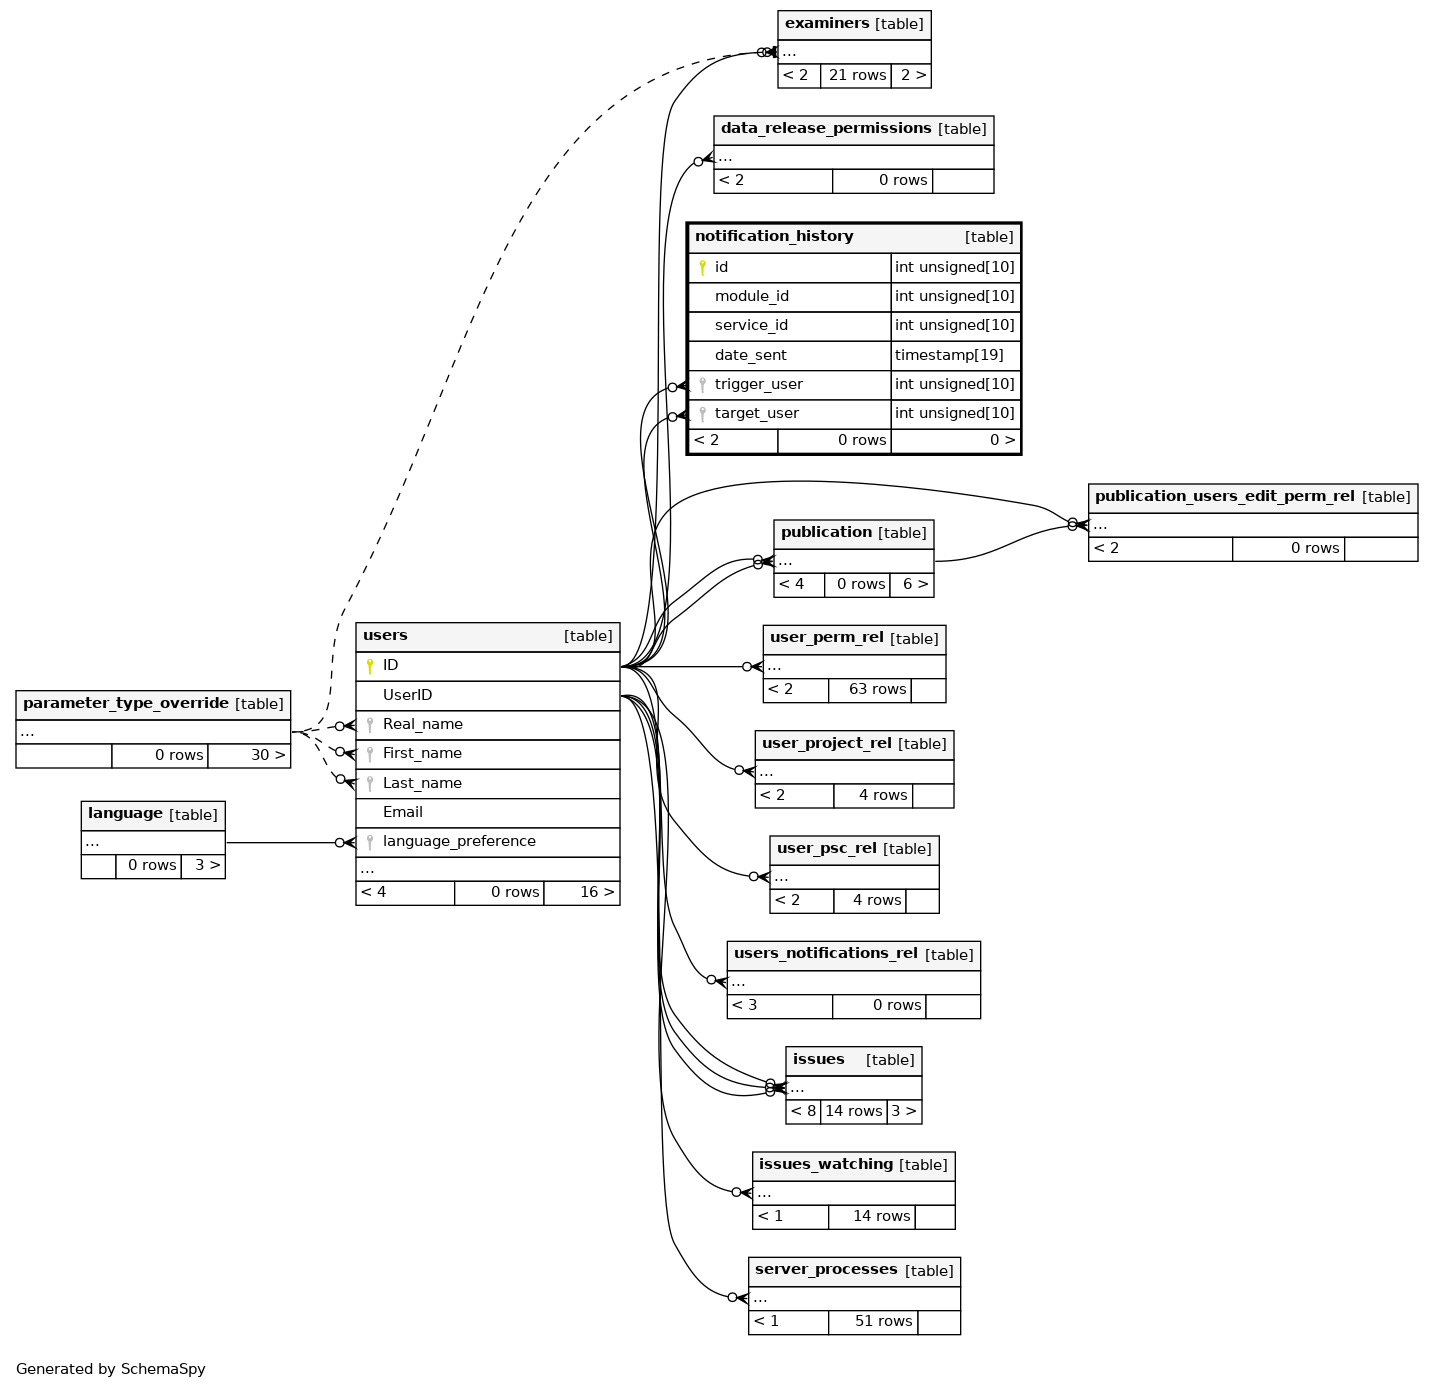 examiners [table]
...
< 2 21 rows 2 >
data_release_permissions [table]
...
< 2 0 rows
notification_history [table]
id int unsigned[10]
module_id int unsigned[10]
service_id int unsigned[10]
date_sent timestamp[19]
trigger_user int unsigned[10]
target_user int unsigned[10]
< 2 0 rows 0 >
publication_users_edit_perm_rel [table]
...
< 2 0 rows
publication [table]
...
< 4 0 rows 6 >
users [table]
ID
UserID
Real_name
First_name
Last_name
Email
language_preference
...
< 4 0 rows 16 >
parameter_type_override [table]
...
0 rows 30 >
language [table]
...
0 rows 3 >
user_perm_rel [table]
...
< 2 63 rows
user_project_rel [table]
...
< 2 4 rows
user_psc_rel [table]
...
< 2 4 rows
users_notifications_rel [table]
...
< 3 0 rows
issues [table]
...
< 8 14 rows 3 >
issues_watching [table]
...
< 1 14 rows
server_processes [table]
...
< 1 51 rows
Generated by SchemaSpy